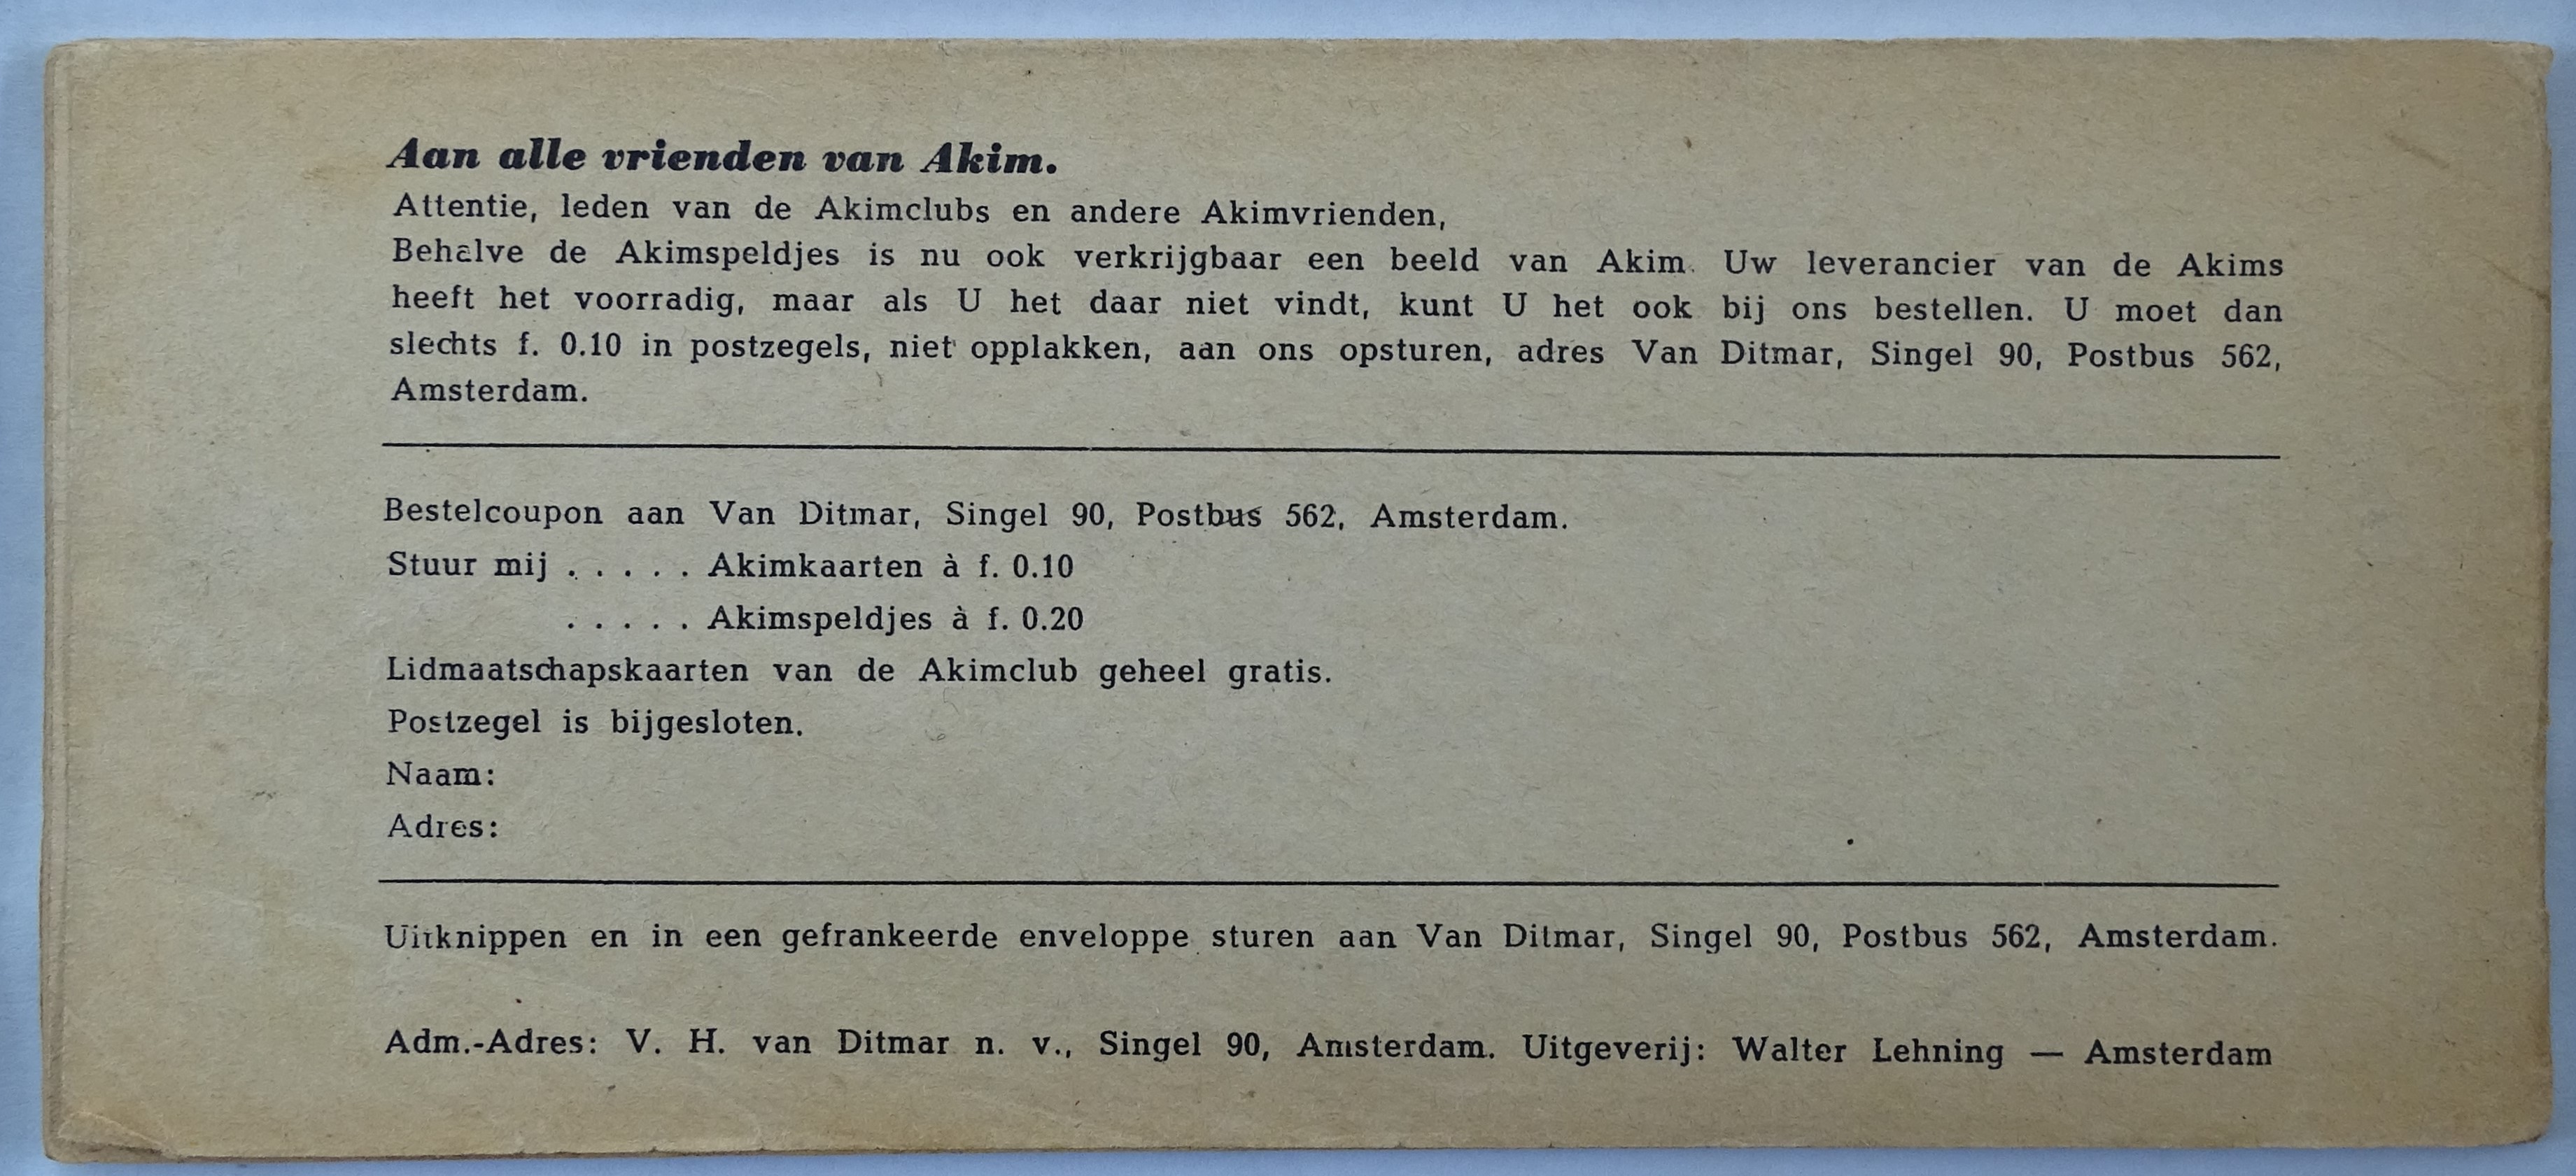 Aan alle vrienden van Akim.
Attentie, leden van de Akimclubs en andere Akimvrienden,
Behalve de Akimspeldjes is nu ook verkrijgbaar een beeld van Akim. Uw leverancier van de Akims
heeft het voorradig, maar als U het daar niet vindt, kunt U het ook bij ons bestellen. U moet dan
slechts f. 0.10 in postzegels, niet opplakken, aan ons opsturen, adres Van Ditmar, Singel 90, Postbus 562,
Amsterdam.
Bestelcoupon aan Van Ditmar, Singel 90, Postbus 562, Amsterdam.
Stuur mij . . . . . Akimkaarten à f. 0.10
. . . . . Akimspeldjes à f. 0.20
Lidmaatschapskaarten van de Akimclub geheel gratis.
Postzegel is bijgesloten.
Naam:
Adres:
Uitknippen en in een gefrankeerde enveloppe sturen aan Van Ditmar, Singel 90, Postbus 562, Amsterdam.
Adm.-Adres: V. H. van Ditmar n. v., Singel 90, Amsterdam. Uitgeverij: Walter Lehning — Amsterdam